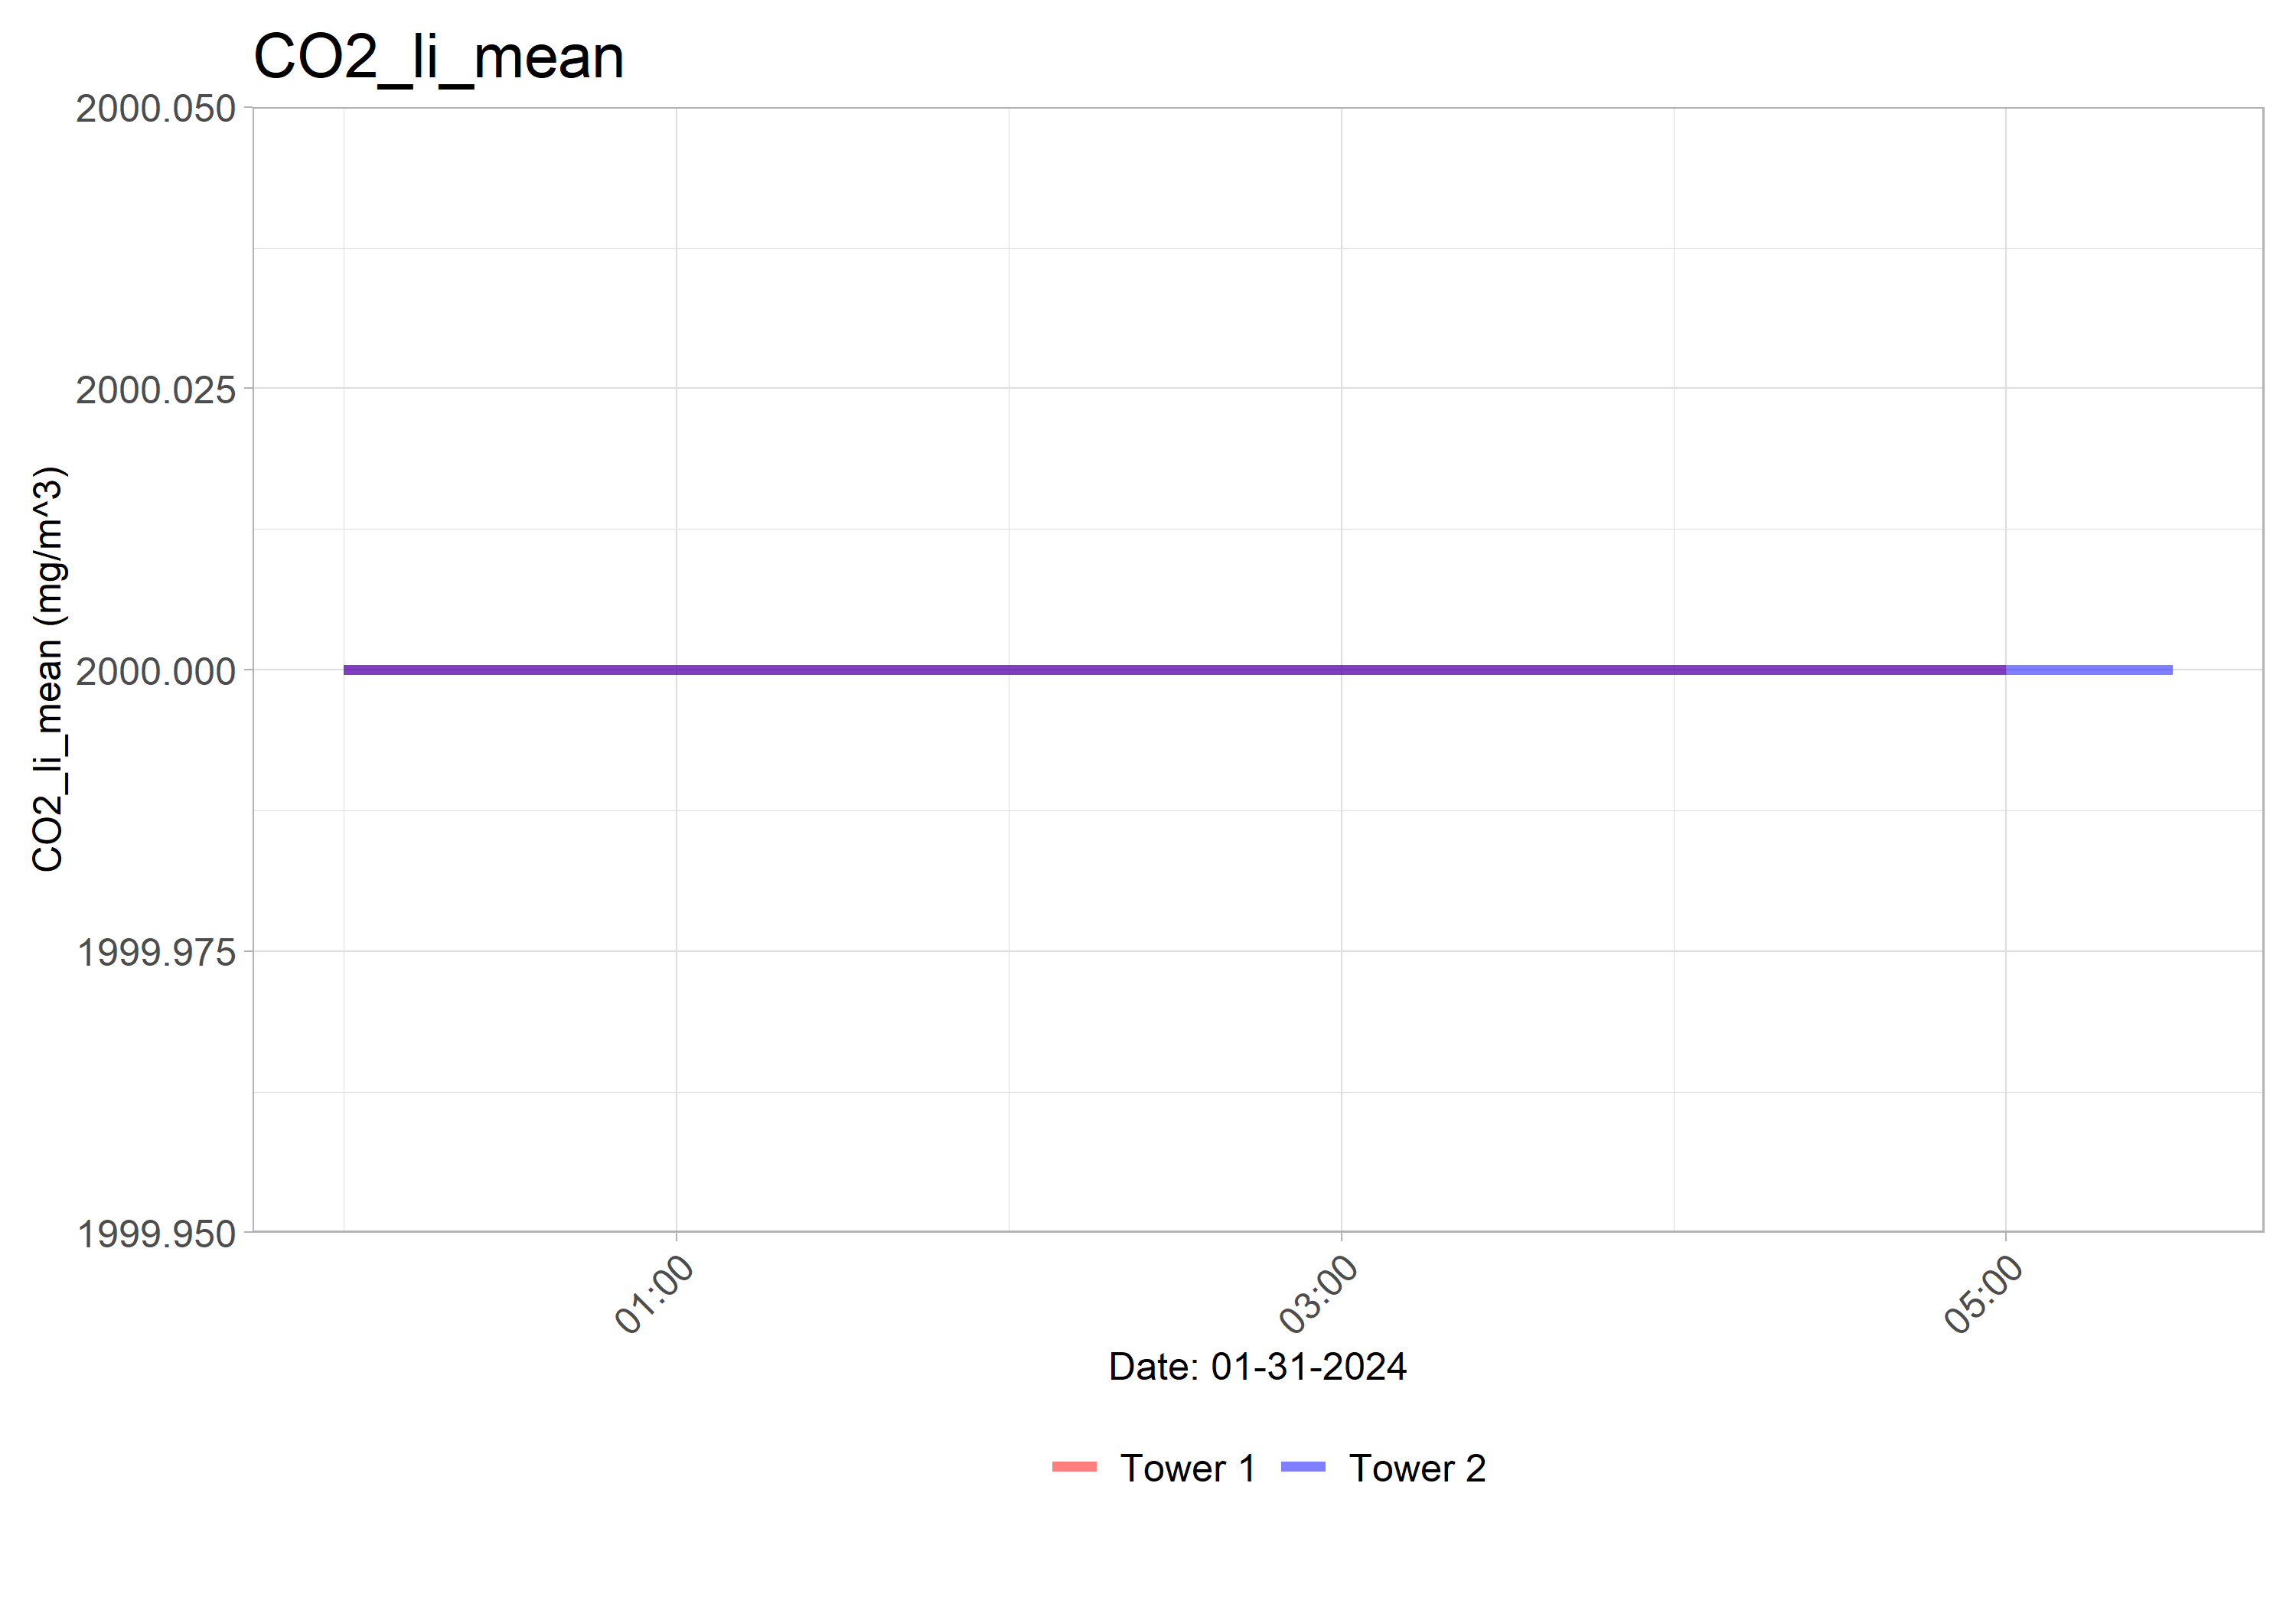 CO2_li_mean
2000.050
2000.025
2000.000
1999.975
1999.950
CO2_li_mean (mg/m^3)
01:00
03:00
05:00
Date: 01-31-2024
Tower 1
Tower 2